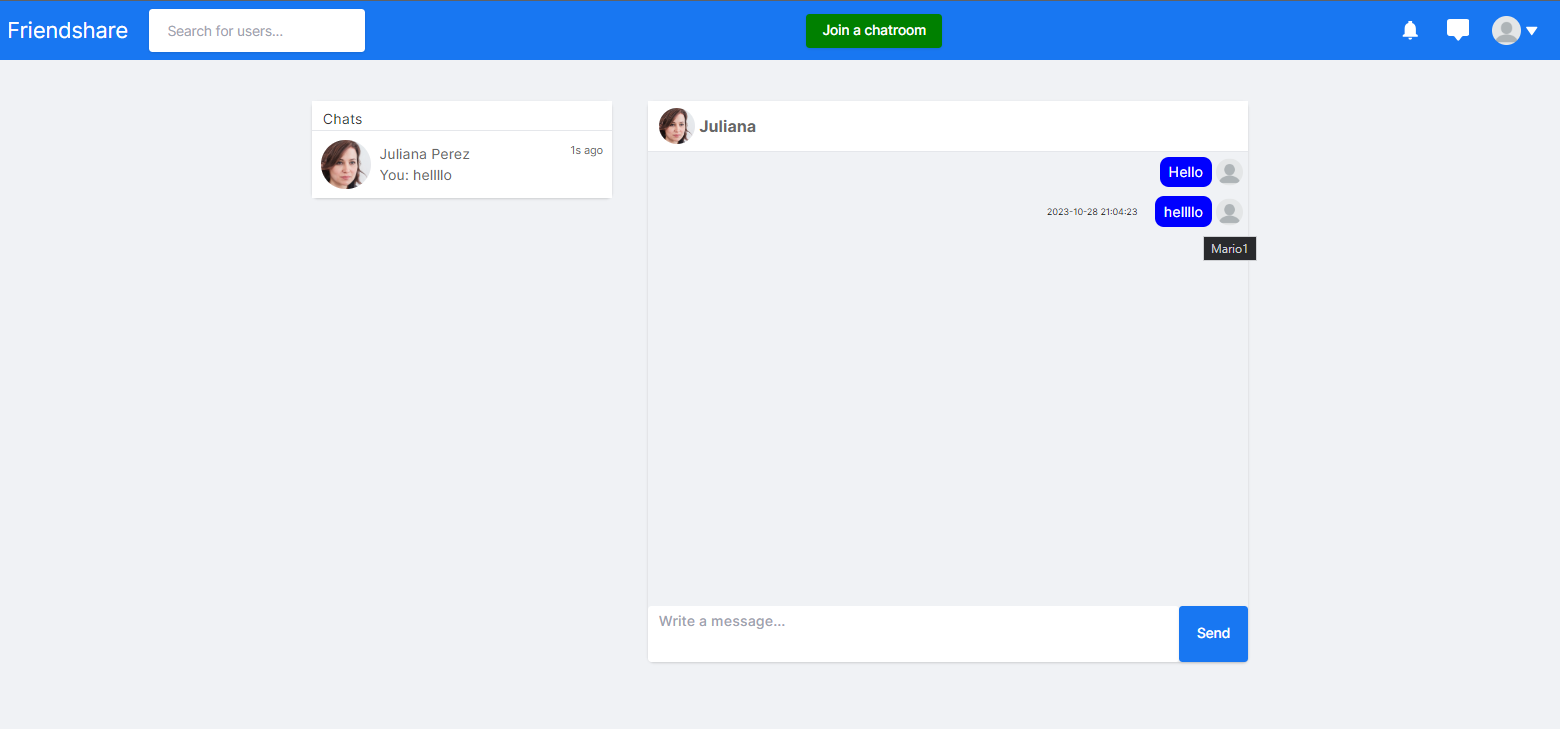 Friendshare
Search for users...
Join a chatroom
Chats
Juliana Perez
1s ago
You: hellllo
Juliana
Hello
2023-10-28 21:04:23
hellllo
Mario1
Write a message...
Send